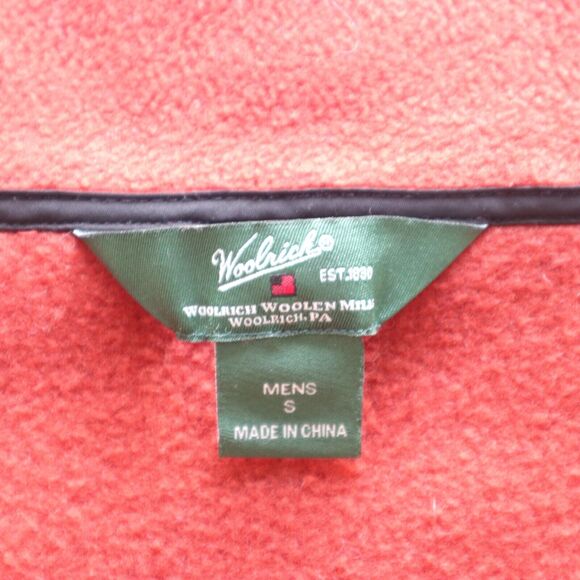 Woolrich®
EST.1830
WOOLRICH WOOLEN MILLS
WOOLRICH, PA
MENS
S
MADE IN CHINA